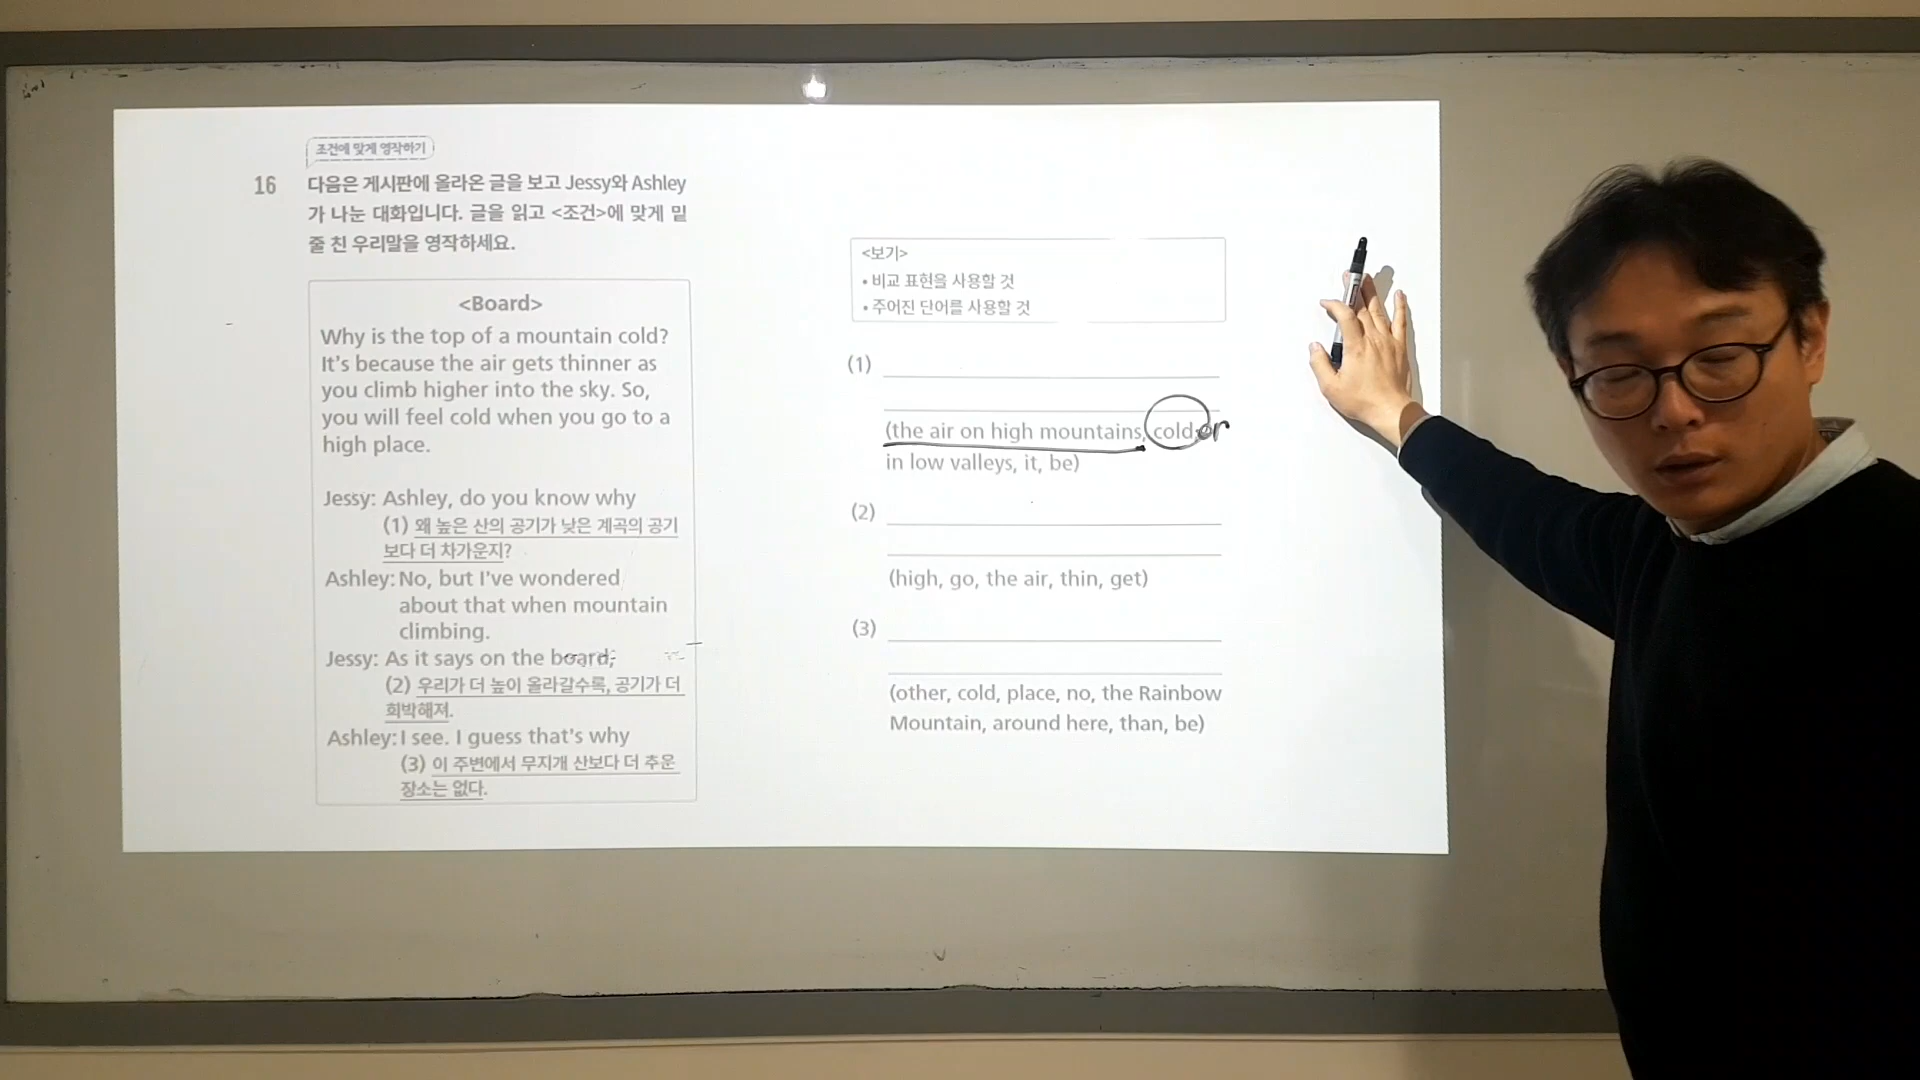 조건에 맞게 영작하기
16 다음은 게시판에 올라온 글을 보고 Jessy와 Ashley
가 나눈 대화입니다. 글을 읽고 <조건>에 맞게 밑
줄 친 우리말을 영작하세요.
<Board>
Why is the top of a mountain cold?
It's because the air gets thinner as
you climb higher into the sky. So,
you will feel cold when you go to a
high place.
Jessy: Ashley, do you know why
(1) 왜 높은 산의 공기가 낮은 계곡의 공기
보다 더 차가운지?
Ashley: No, but I've wondered
about that when mountain
climbing.
Jessy: As it says on the board,
(2) 우리가 더 높이 올라갈수록, 공기가 더
희박해져.
Ashley: I see. I guess that's why
(3) 이 주변에서 무지개 산보다 더 추운
장소는 없다.
<보기>
• 비교 표현을 사용할 것
• 주어진 단어를 사용할 것
(1)
(the air on high mountains, cold, er
in low valleys, it, be)
(2)
(high, go, the air, thin, get)
(3)
(other, cold, place, no, the Rainbow
Mountain, around here, than, be)